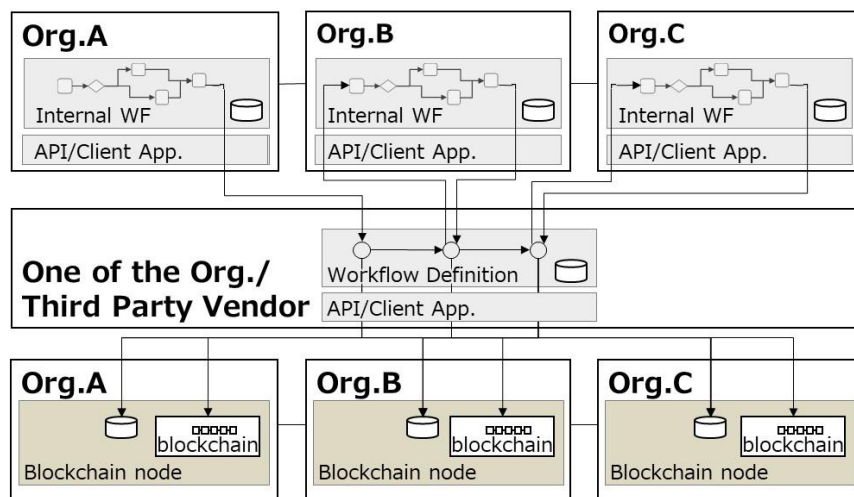 Org.A
Internal WF
API/Client App.
Org.B
Internal WF
API/Client App.
Org.C
Internal WF
API/Client App.
One of the Org./
Third Party Vendor
Workflow Definition
API/Client App.
Org.A
blockchain
Blockchain node
Org.B
blockchain
Blockchain node
Org.C
blockchain
Blockchain node